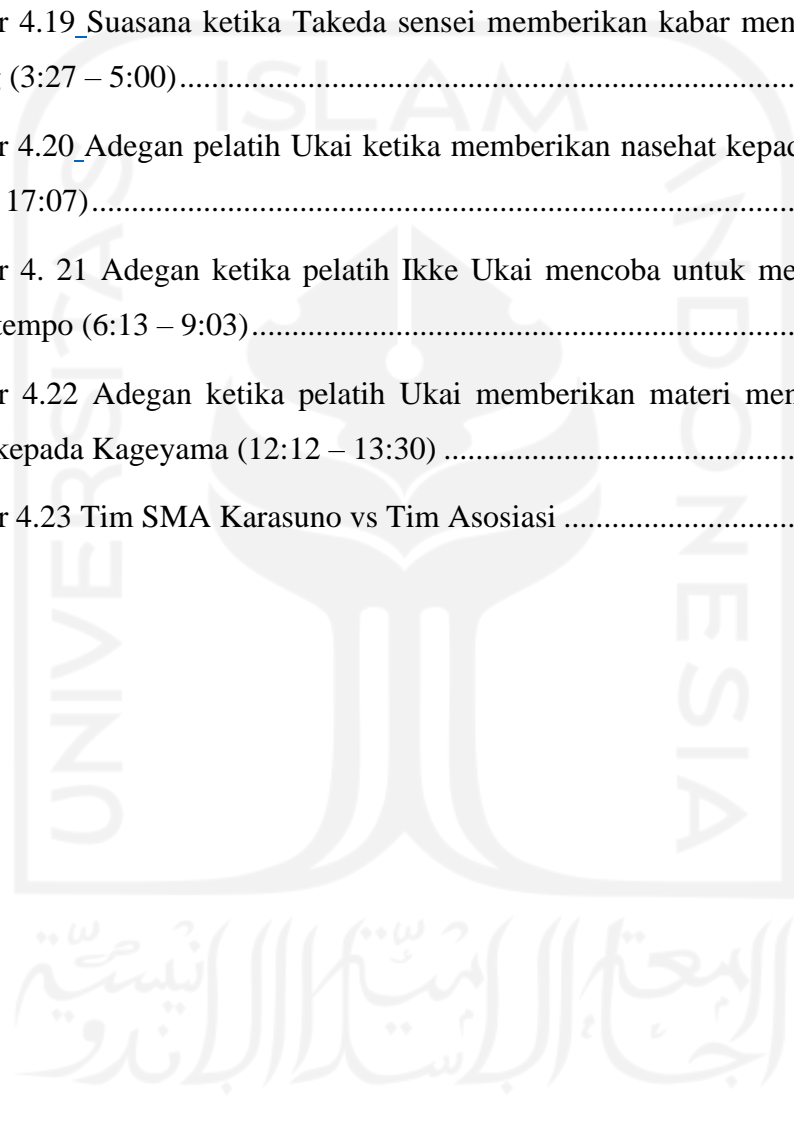 r 4.19 Suasana ketika Takeda sensei memberikan kabar men
(3:27 – 5:00)................................................................................
r 4.20 Adegan pelatih Ukai ketika memberikan nasehat kepad
17:07)...........................................................................................
r 4. 21 Adegan ketika pelatih Ikke Ukai mencoba untuk me
tempo (6:13 – 9:03)......................................................................
r 4.22 Adegan ketika pelatih Ukai memberikan materi men
kepada Kageyama (12:12 – 13:30) ..............................................
r 4.23 Tim SMA Karasuno vs Tim Asosiasi ...............................
ISLAM
UNIVERSITAS
INDONESIA